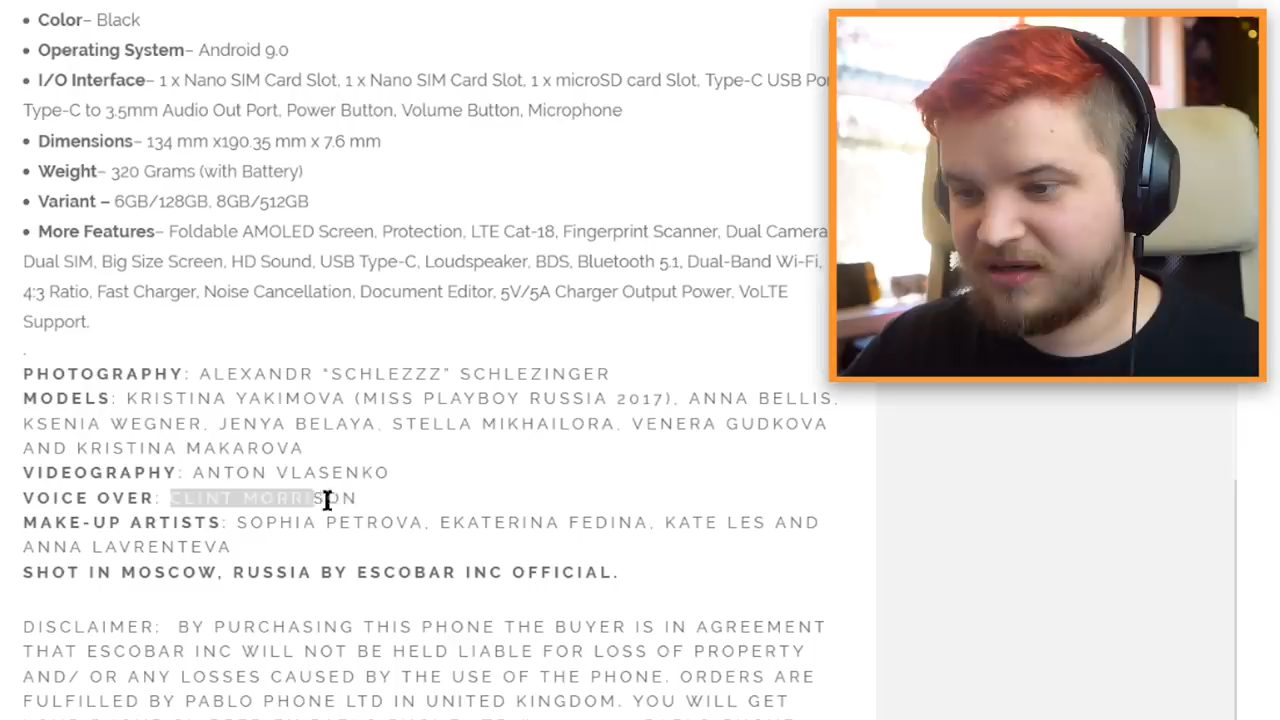 • Color– Black
• Operating System– Android 9.0
• I/O Interface– 1 x Nano SIM Card Slot, 1 x Nano SIM Card Slot, 1 x microSD card Slot, Type-C USB Por
Type-C to 3.5mm Audio Out Port, Power Button, Volume Button, Microphone
• Dimensions– 134 mm x190.35 mm x 7.6 mm
• Weight– 320 Grams (with Battery)
• Variant – 6GB/128GB, 8GB/512GB
• More Features– Foldable AMOLED Screen, Protection, LTE Cat-18, Fingerprint Scanner, Dual Camera
Dual SIM, Big Size Screen, HD Sound, USB Type-C, Loudspeaker, BDS, Bluetooth 5.1, Dual-Band Wi-Fi,
4:3 Ratio, Fast Charger, Noise Cancellation, Document Editor, 5V/5A Charger Output Power, VoLTE
Support.
.
PHOTOGRAPHY: ALEXANDR “SCHLEZZZ” SCHLEZINGER
MODELS: KRISTINA YAKIMOVA (MISS PLAYBOY RUSSIA 2017), ANNA BELLIS,
KSENIA WEGNER, JENYA BELAYA, STELLA MIKHAILORA, VENERA GUDKOVA
AND KRISTINA MAKAROVA
VIDEOGRAPHY: ANTON VLASENKO
VOICE OVER: CLINT MORRISON
MAKE-UP ARTISTS: SOPHIA PETROVA, EKATERINA FEDINA, KATE LES AND
ANNA LAVRENTEVA
SHOT IN MOSCOW, RUSSIA BY ESCOBAR INC OFFICIAL.
DISCLAIMER; BY PURCHASING THIS PHONE THE BUYER IS IN AGREEMENT
THAT ESCOBAR INC WILL NOT BE HELD LIABLE FOR LOSS OF PROPERTY
AND/ OR ANY LOSSES CAUSED BY THE USE OF THE PHONE. ORDERS ARE
FULFILLED BY PABLO PHONE LTD IN UNITED KINGDOM. YOU WILL GET